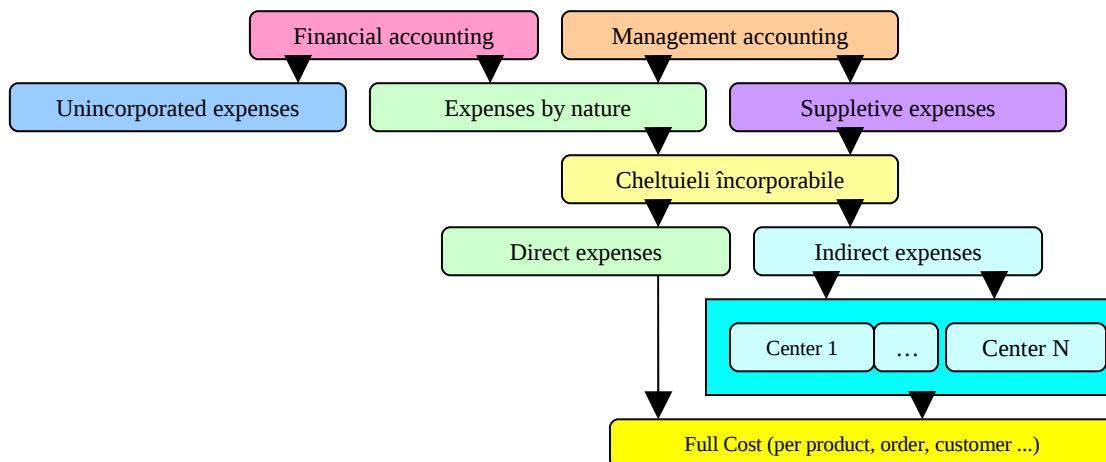 Financial accounting
Management accounting
Unincorporated expenses
Expenses by nature
Suppletive expenses
Cheltuieli încorporabile
Direct expenses
Indirect expenses
Center 1
…
Center N
Full Cost (per product, order, customer ...)